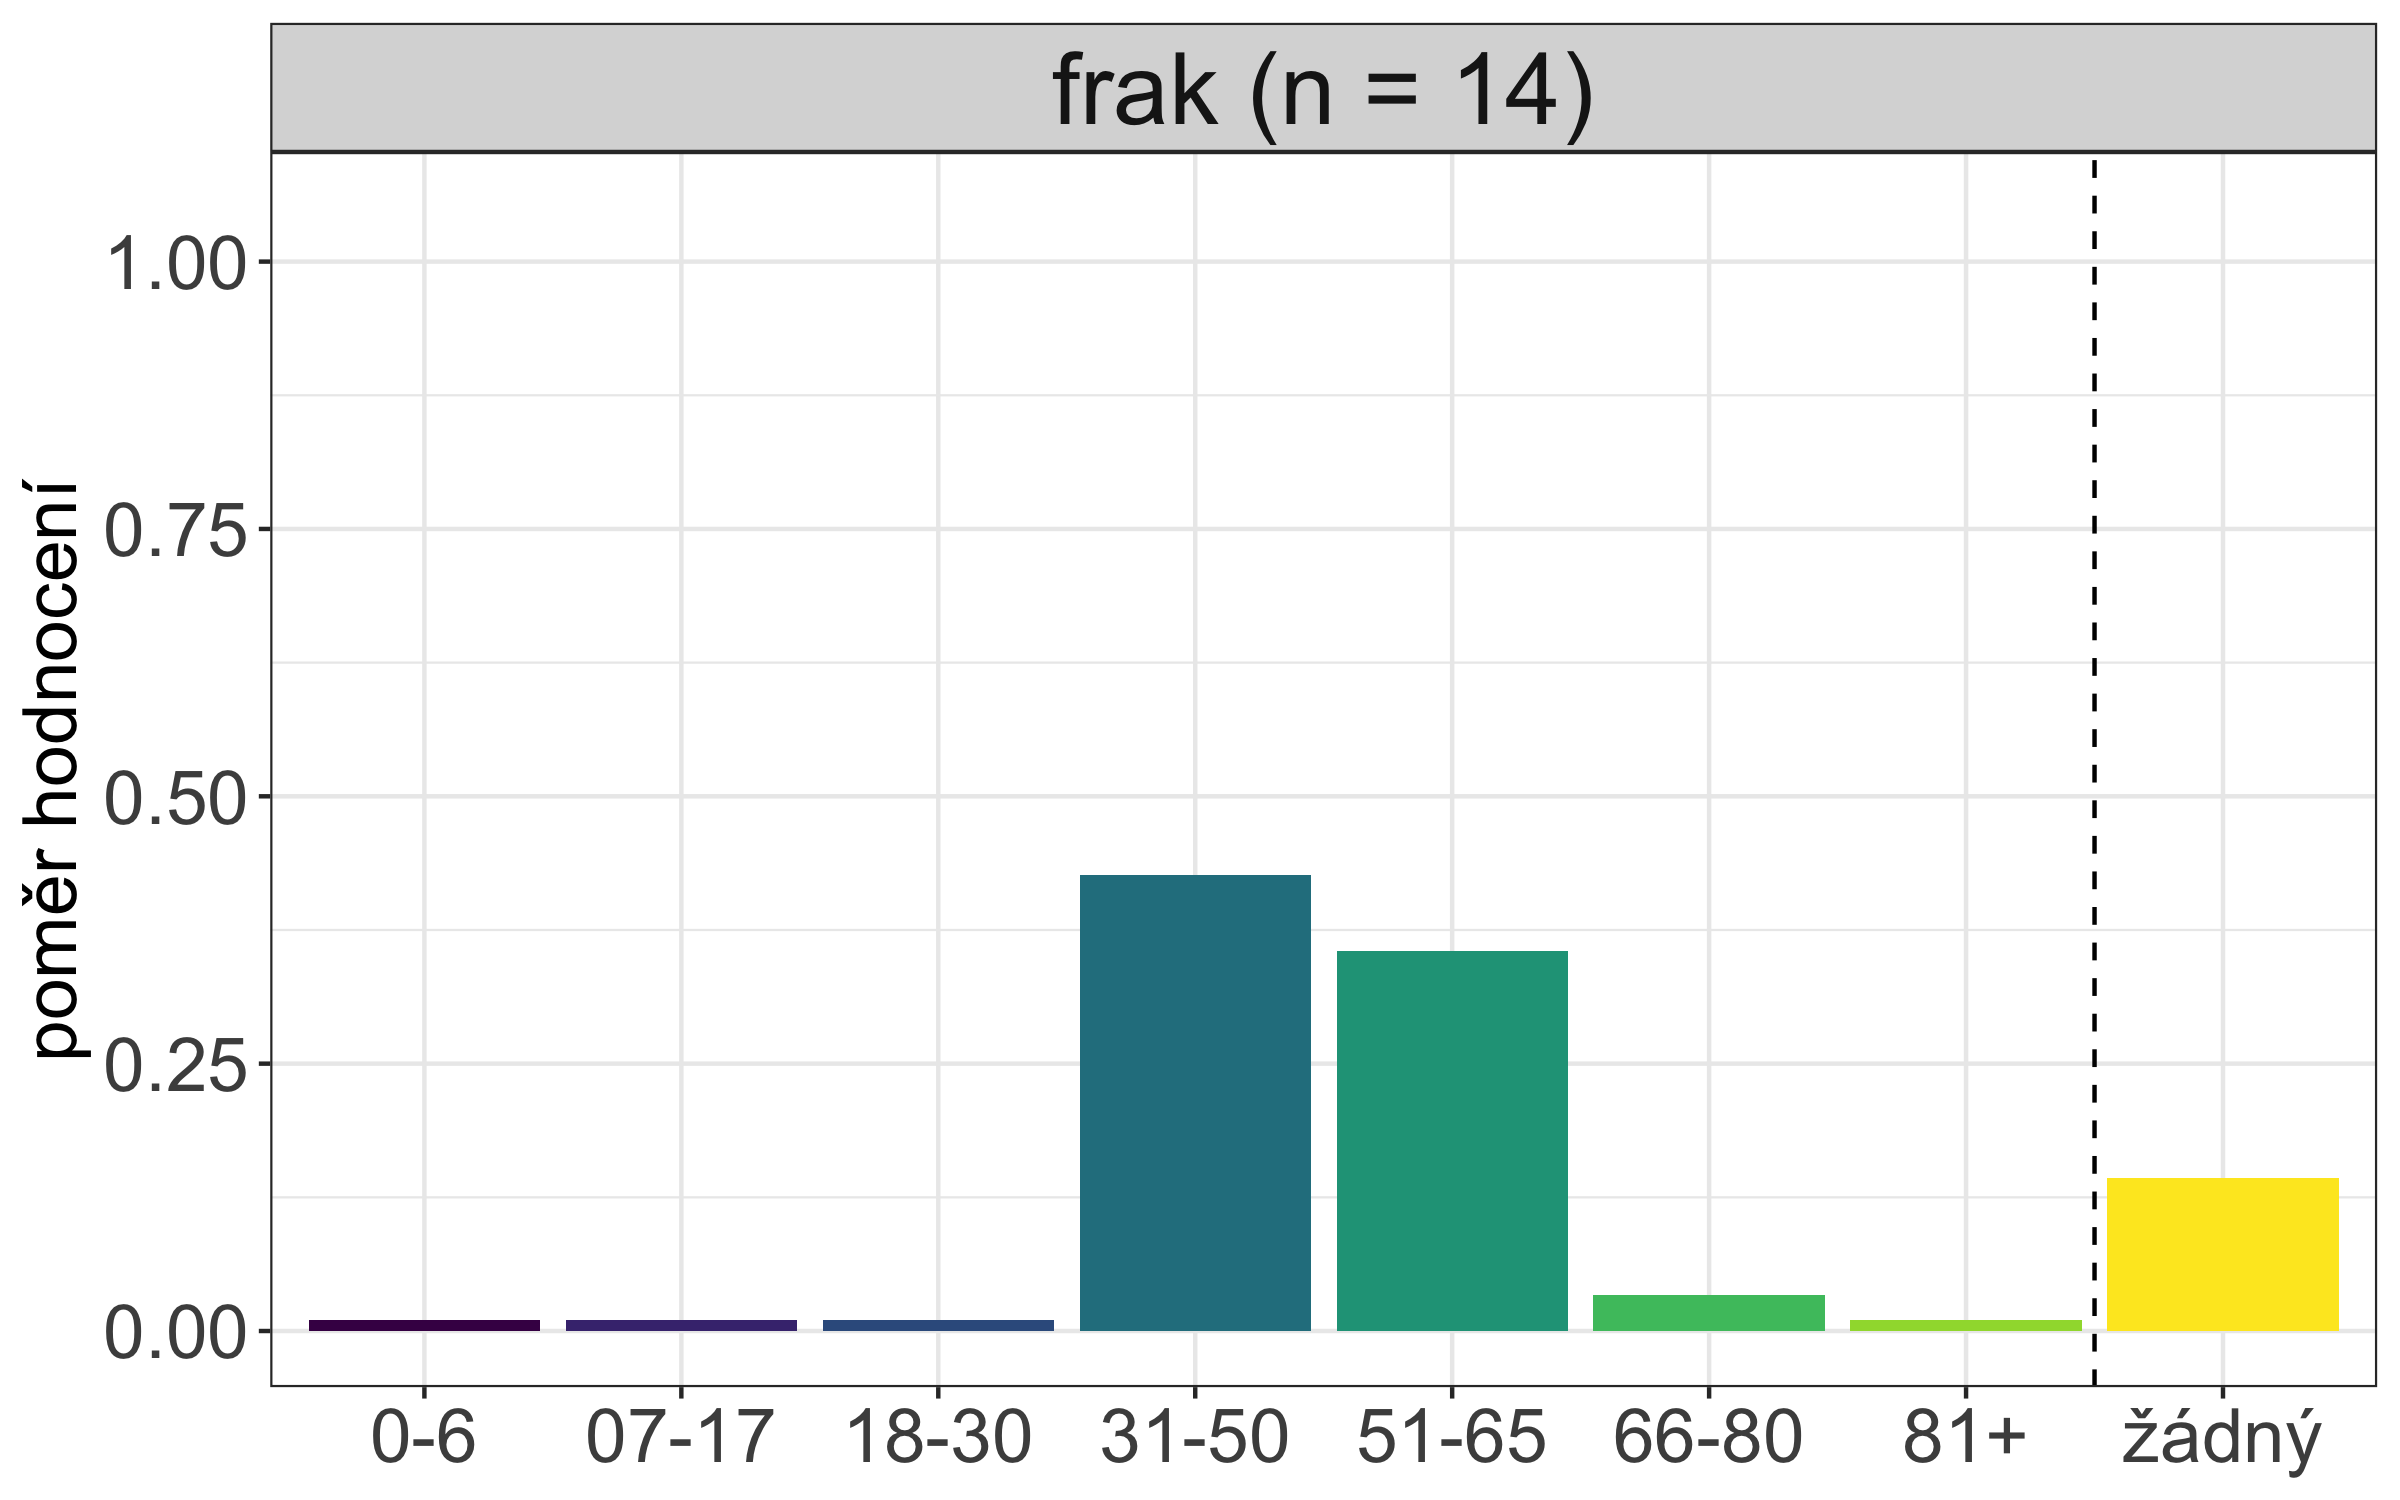 frak (n = 14)
poměr hodnocení
1.00
0.75
0.50
0.25
0.00
0-6 07-17 18-30 31-50 51-65 66-80 81+ žádný